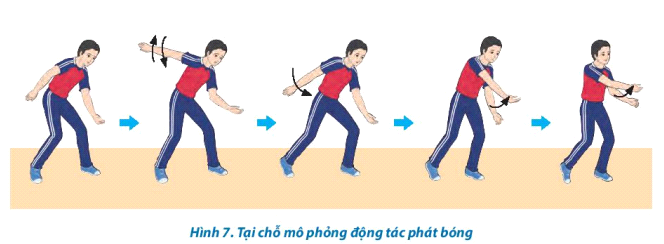 Hình 7. Tại chỗ mô phỏng động tác phát bóng